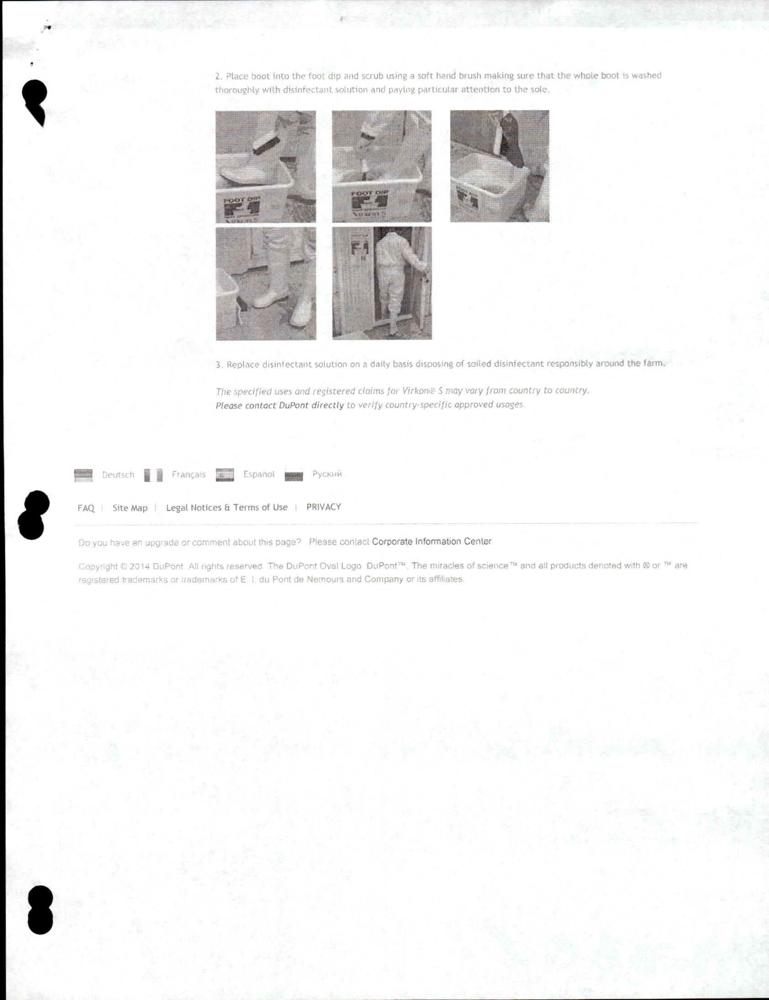 2. Place boot into the foot dip and scrub using a soft hand brush making sure that the whole boot is washed
thoroughly with disinfectant solution and paying particular attention to the sole.
FOOT DIP
Virkon S
FOOT DIP
VIRKON S
FOOT DIP
FOOT DIP
3. Replace disinfectant solution on a daily basis disposing of soiled disinfectant responsibly around the farm.
The specified uses and registered claims for Virkon® S may vary from country to country.
Please contact DuPont directly to verify country-specific approved usages.
Deutsch Français Español Руский
FAQ | Site Map | Legal Notices & Terms of Use | PRIVACY
Do you have an upgrade or comment about this page? Please contact Corporate Information Center.
Copyright © 2014 DuPont. All rights reserved. The DuPont Oval Logo, DuPont™, The miracles of science™ and all products denoted with ® or ™ are
registered trademarks or trademarks of E. I. du Pont de Nemours and Company or its affiliates.